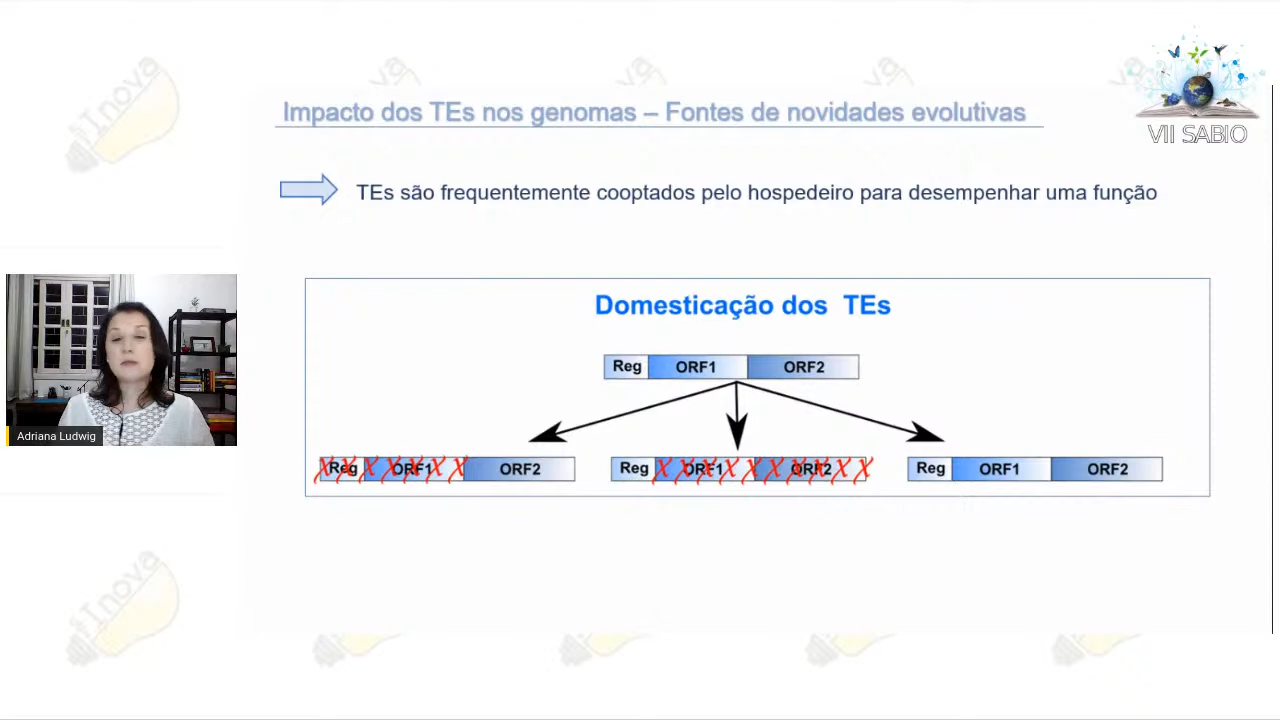 VII SABIO
Impacto dos TEs nos genomas – Fontes de novidades evolutivas
TEs são frequentemente cooptados pelo hospedeiro para desempenhar uma função
Domesticação dos TEs
Reg ORF1 ORF2
Reg ORF1 ORF2 Reg ORF1 ORF2 Reg ORF1 ORF2
Adriana Ludwig
iInova
iInova